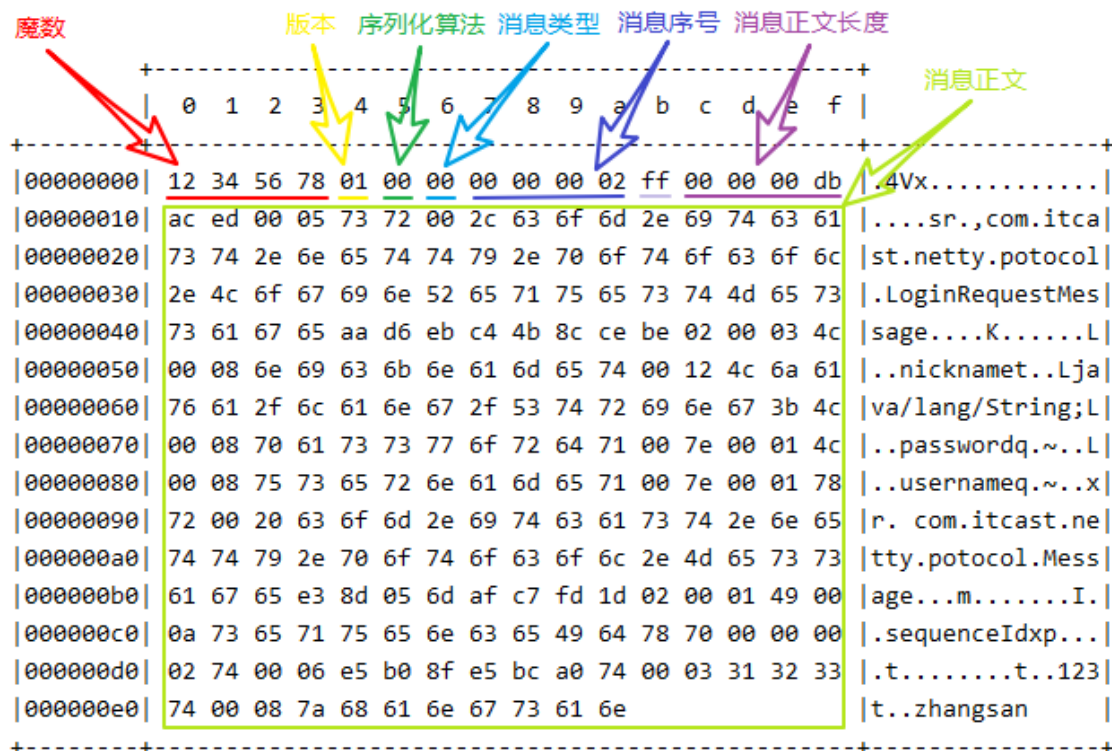 魔数 版本 序列化算法 消息类型 消息序号 消息正文长度
消息正文
+-------------------------------------------------+
| 0 1 2 3 4 5 6 7 8 9 a b c d e f |
+--------+-------------------------------------------------+----------------+
|00000000| 12 34 56 78 01 00 00 00 00 00 02 ff 00 00 00 db |.4Vx............|
|00000010| ac ed 00 05 73 72 00 2c 63 6f 6d 2e 69 74 63 61 |....sr.,com.itca|
|00000020| 73 74 2e 6e 65 74 74 79 2e 70 6f 74 6f 63 6f 6c |st.netty.potocol|
|00000030| 2e 4c 6f 67 69 6e 52 65 71 75 65 73 74 4d 65 73 |.LoginRequestMes|
|00000040| 73 61 67 65 aa d6 eb c4 4b 8c ce be 02 00 03 4c |sage....K......L|
|00000050| 00 08 6e 69 63 6b 6e 61 6d 65 74 00 12 4c 6a 61 |..nicknamet..Lja|
|00000060| 76 61 2f 6c 61 6e 67 2f 53 74 72 69 6e 67 3b 4c |va/lang/String;L|
|00000070| 00 08 70 61 73 73 77 6f 72 64 71 00 7e 00 01 4c |..passwordq.~..L|
|00000080| 00 08 75 73 65 72 6e 61 6d 65 71 00 7e 00 01 78 |..usernameq.~..x|
|00000090| 72 00 20 63 6f 6d 2e 69 74 63 61 73 74 2e 6e 65 |r. com.itcast.ne|
|000000a0| 74 74 79 2e 70 6f 74 6f 63 6f 6c 2e 4d 65 73 73 |tty.potocol.Mess|
|000000b0| 61 67 65 e3 8d 05 6d af c7 fd 1d 02 00 01 49 00 |age...m.......I.|
|000000c0| 0a 73 65 71 75 65 6e 63 65 49 64 78 70 00 00 00 |.sequenceIdxp...|
|000000d0| 02 74 00 06 e5 b0 8f e5 bc a0 74 00 03 31 32 33 |.t........t..123|
|000000e0| 74 00 08 7a 68 61 6e 67 73 61 6e |t..zhangsan |
+--------+-------------------------------------------------+----------------+